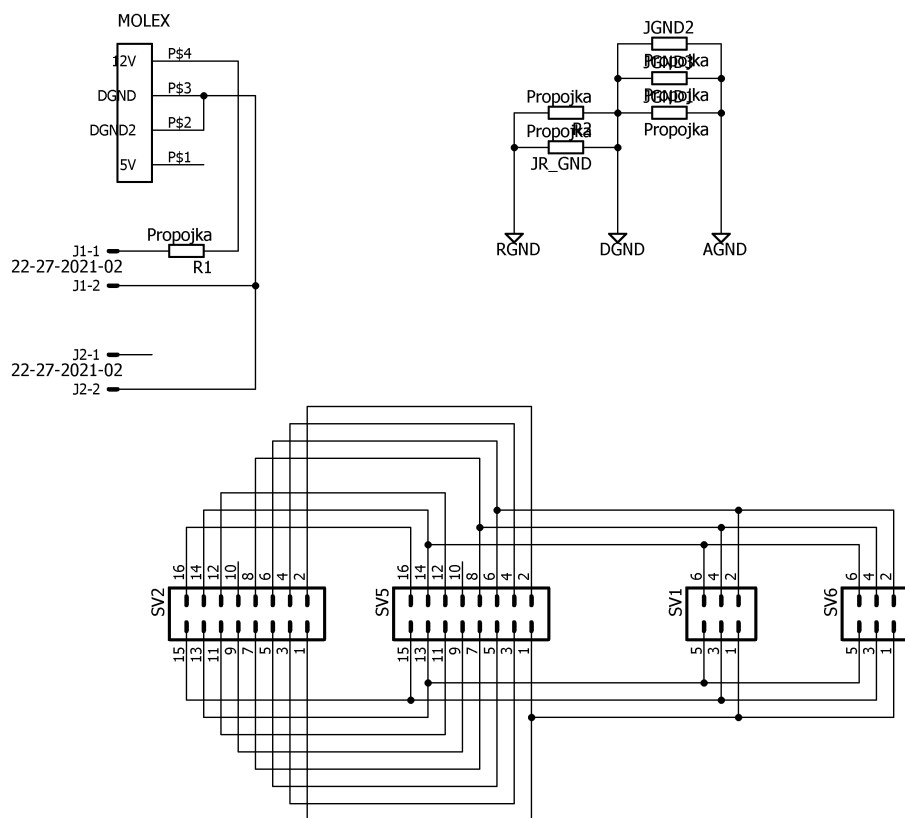 MOLEX
12V P$4
DGND P$3
DGND2 P$2
5V P$1
JGND2
Propojka
JGND3
Propojka
JGND1
Propojka
Propojka
R2
Propojka
JR_GND
RGND DGND AGND
Propojka
J1-1
R1
22-27-2021-02
J1-2
J2-1
22-27-2021-02
J2-2
SV2
16 14 12 10 8 6 4 2
15 13 11 9 7 5 3 1
SV5
16 14 12 10 8 6 4 2
15 13 11 9 7 5 3 1
SV1
6 4 2
5 3 1
SV6
6 4 2
5 3 1